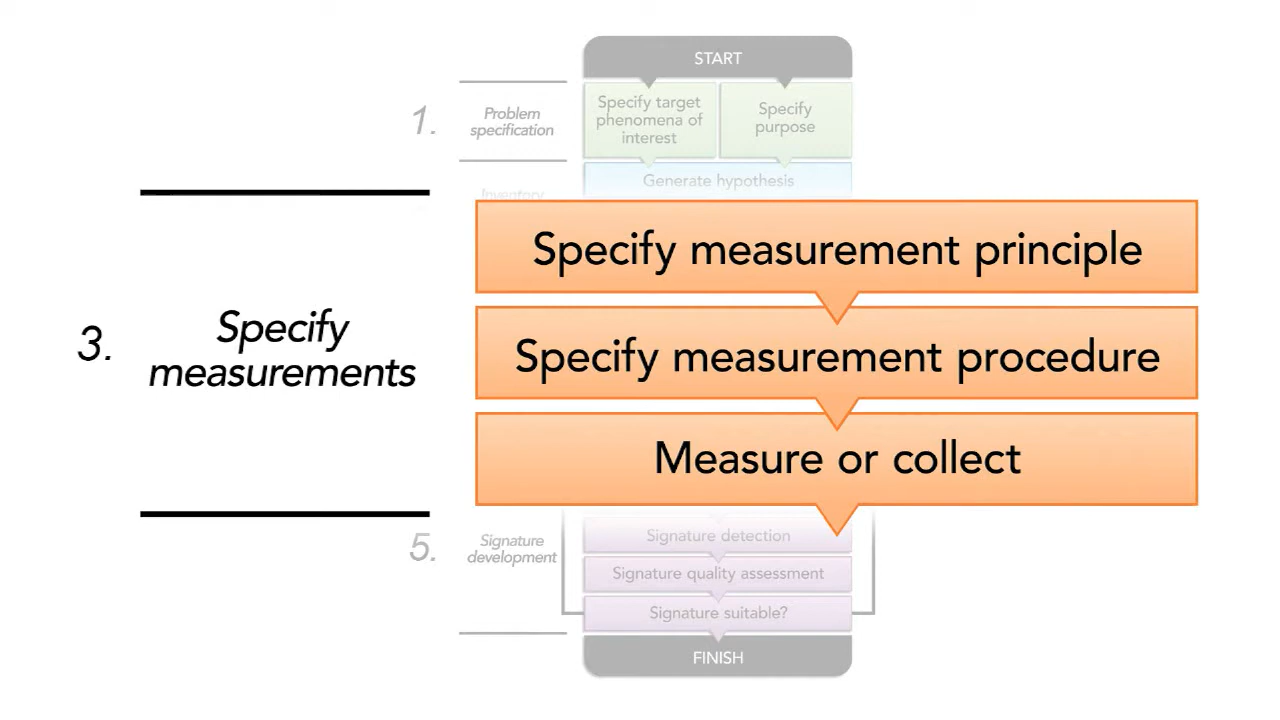 START
1.
Problem
specification
Specify target
phenomena of
interest
Specify
purpose
Generate hypothesis
Inventory
3.
Specify
measurements
Specify measurement principle
Specify measurement procedure
Measure or collect
5.
Signature
development
Signature detection
Signature quality assessment
Signature suitable?
FINISH